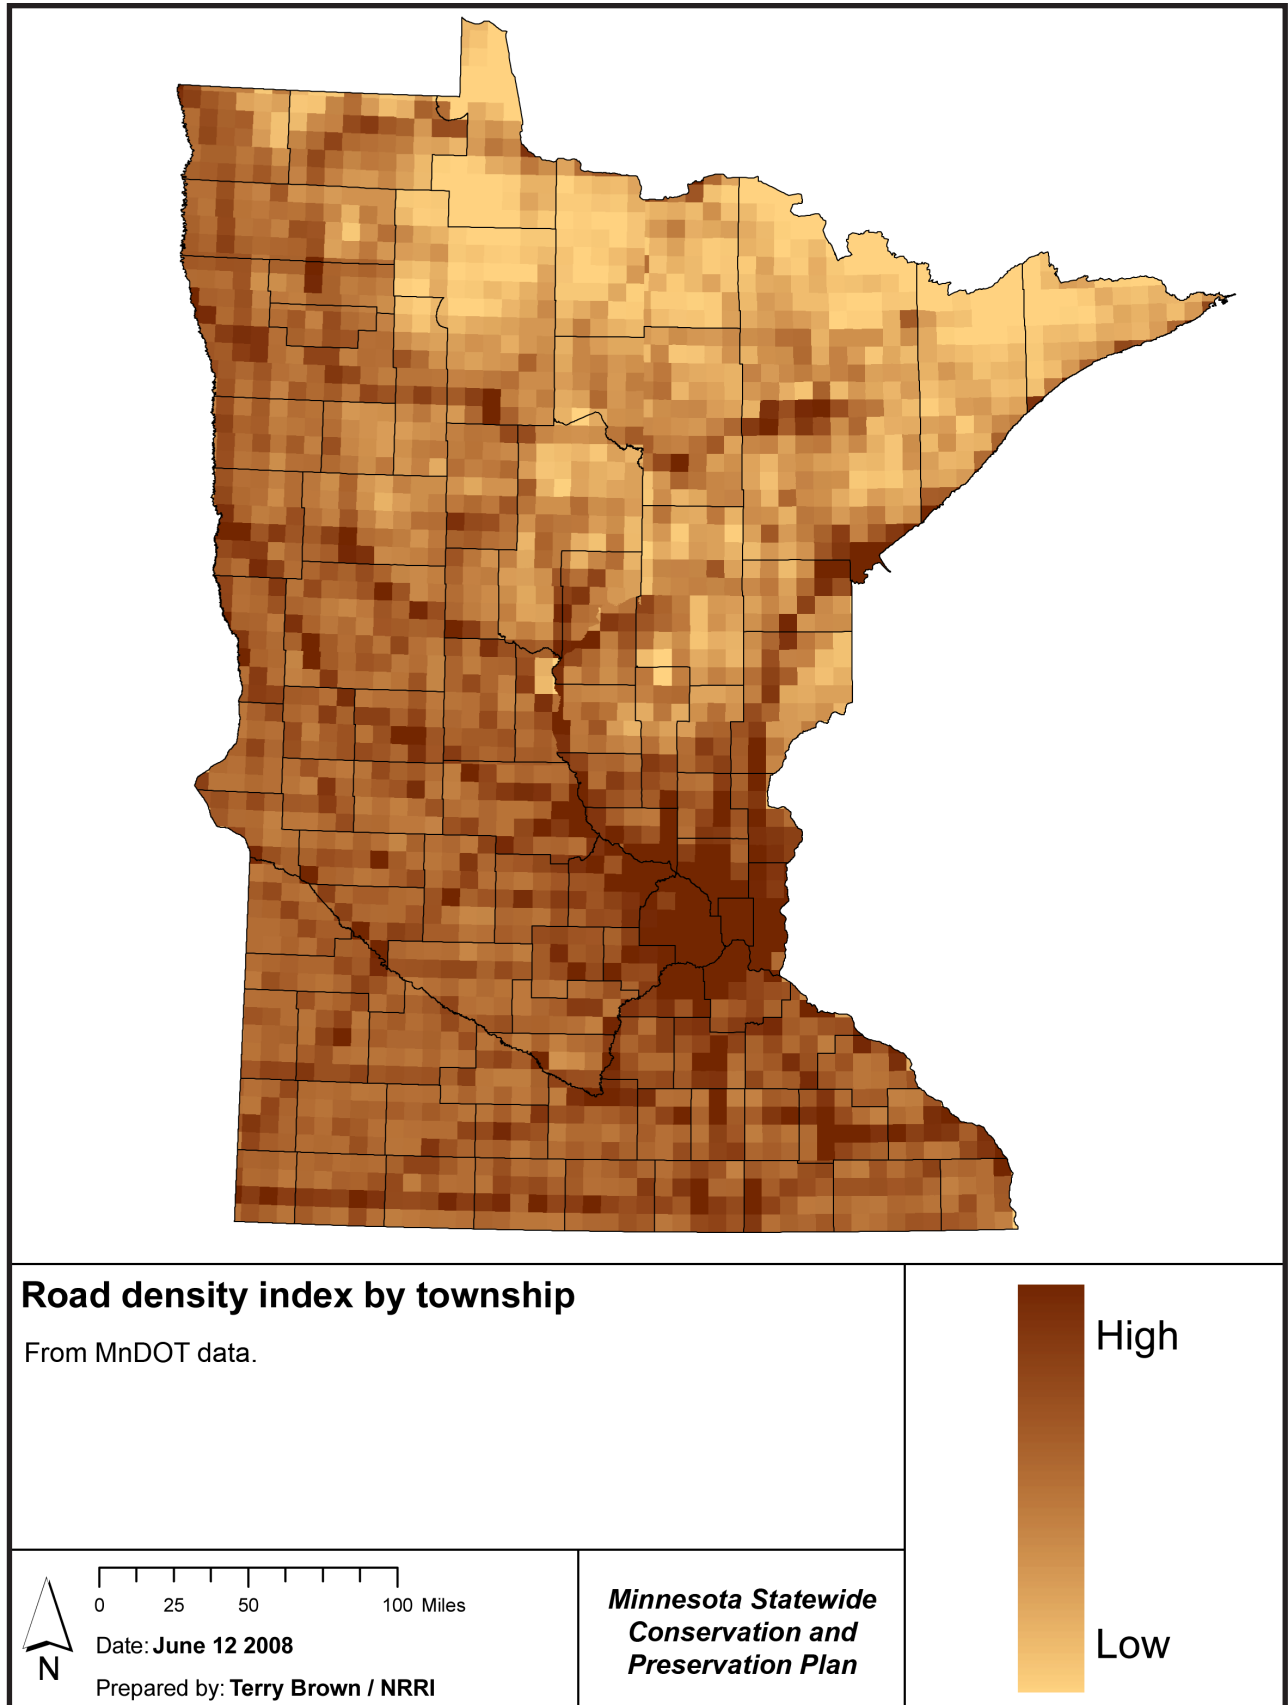 Road density index by township
From MnDOT data.
High
Low
0 25 50 100 Miles
N
Date: June 12 2008
Prepared by: Terry Brown / NRRI
Minnesota Statewide
Conservation and
Preservation Plan